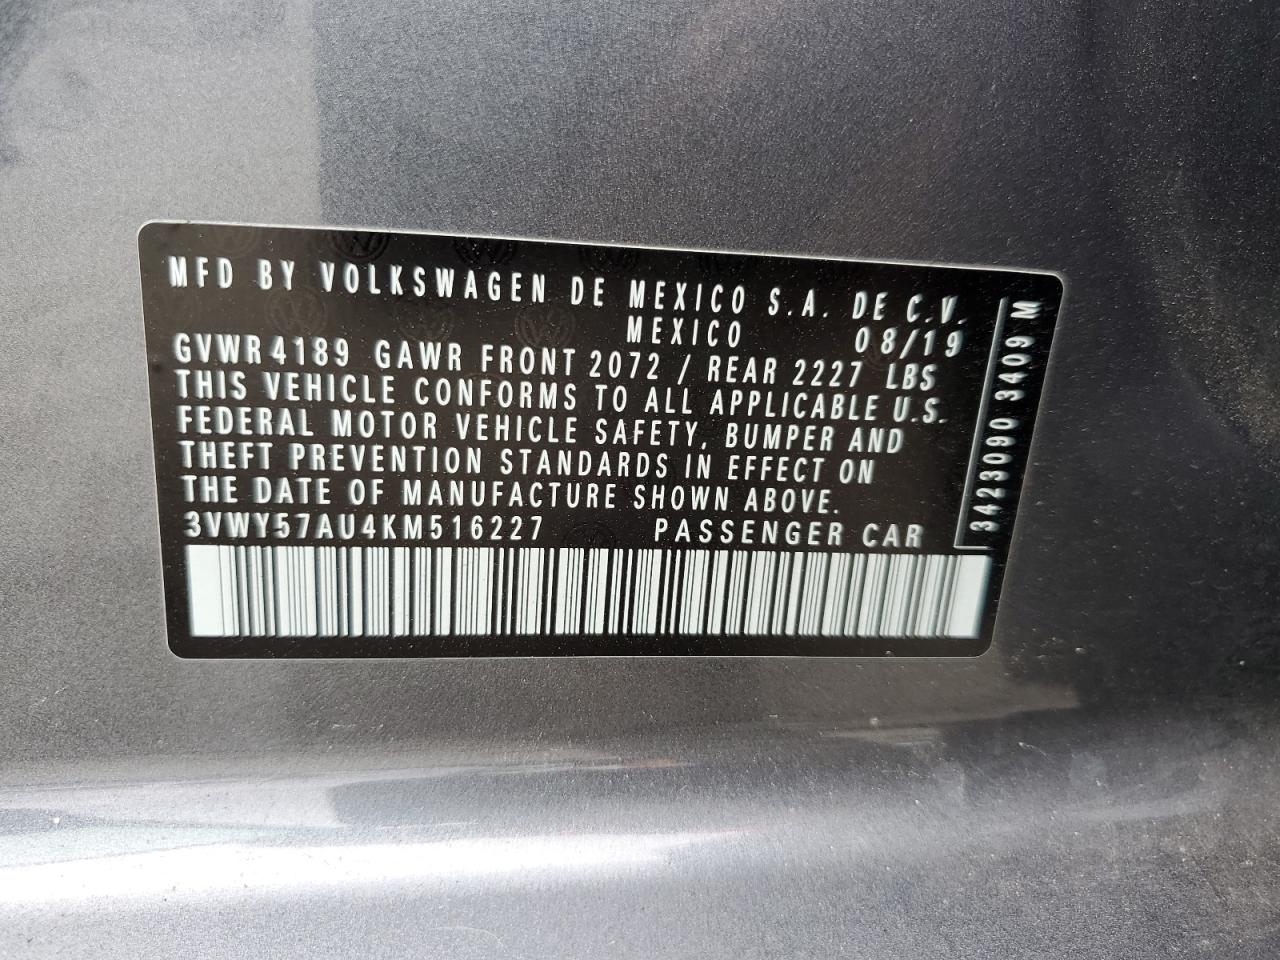 MFD BY VOLKSWAGEN DE MEXICO S.A. DE C.V.
MEXICO 08/19
GVWR 4189 GAWR FRONT 2072 / REAR 2227 LBS
THIS VEHICLE CONFORMS TO ALL APPLICABLE U.S.
FEDERAL MOTOR VEHICLE SAFETY, BUMPER AND
THEFT PREVENTION STANDARDS IN EFFECT ON
THE DATE OF MANUFACTURE SHOWN ABOVE.
3VWY57AU4KM516227 PASSENGER CAR
3423090 3409 M